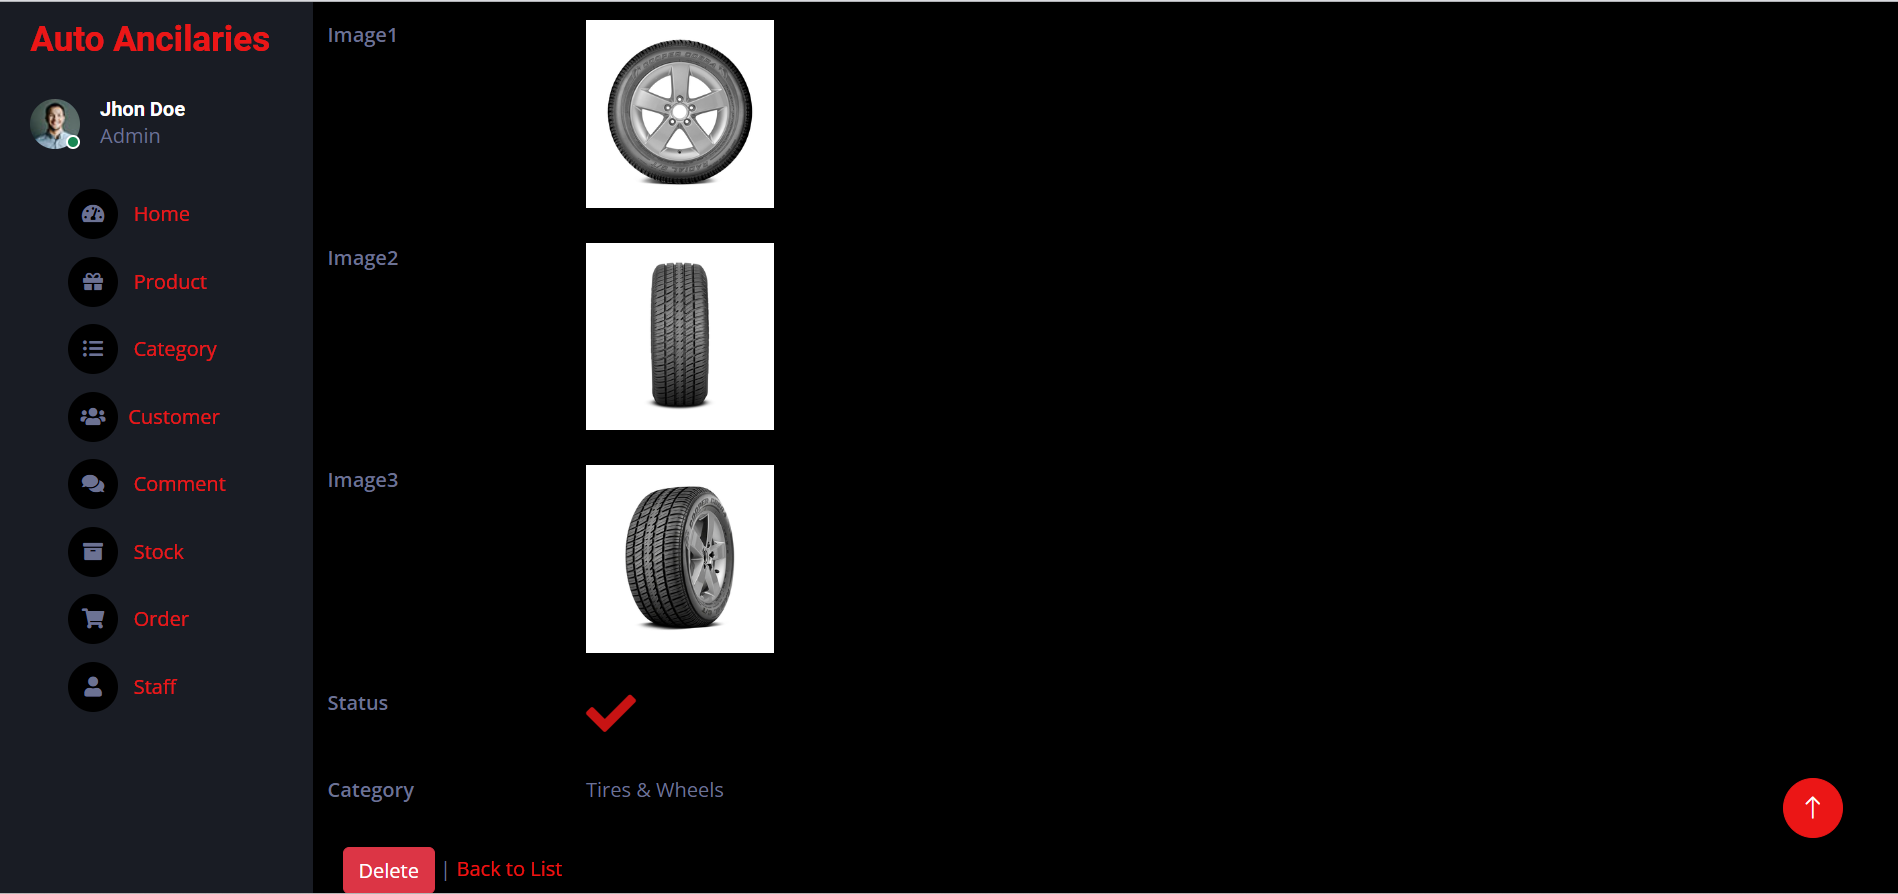 Auto Ancilaries
Jhon Doe
Admin
Home
Product
Category
Customer
Comment
Stock
Order
Staff
Image1
Image2
Image3
Status
Category
Tires & Wheels
Delete | Back to List